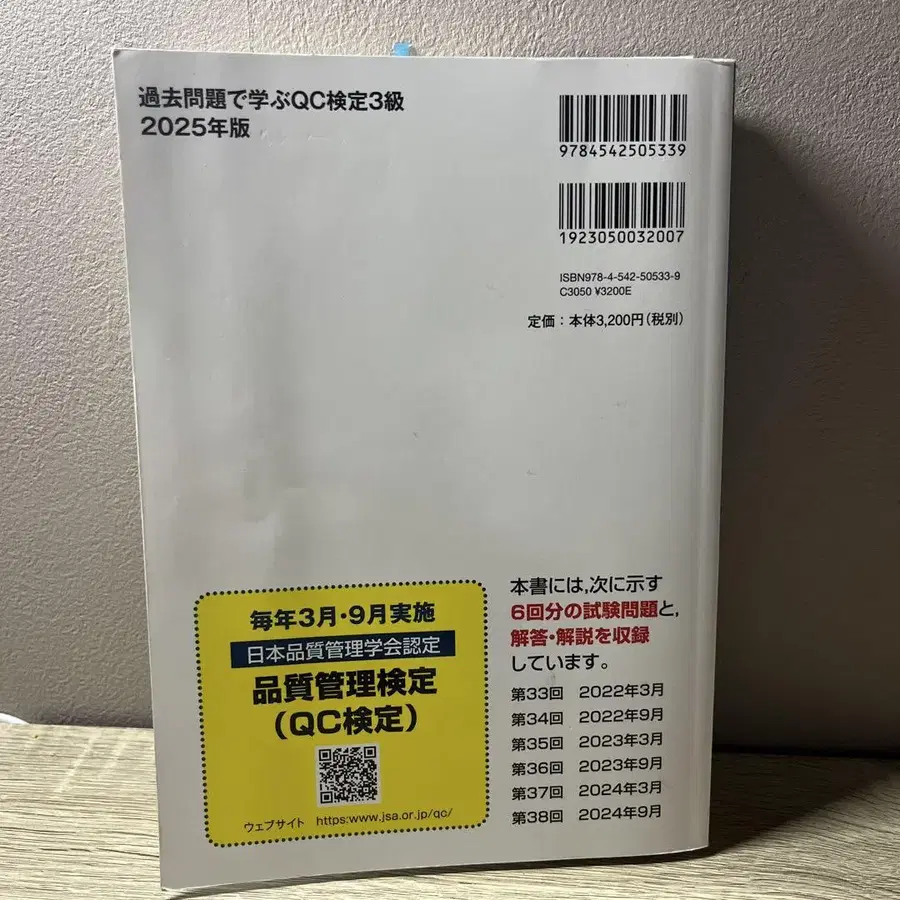 過去問題で学ぶQC検定3級
2025年版
9784542505339
1923050032007
ISBN978-4-542-50533-9
C3050 ¥3200E
定価：本体3,200円(税別)
毎年3月・9月実施
日本品質管理学会認定
品質管理検定
(QC検定)
ウェブサイト https:www.jsa.or.jp/qc/
本書には,次に示す
6回分の試験問題と,
解答・解説を収録
しています。
第33回 2022年3月
第34回 2022年9月
第35回 2023年3月
第36回 2023年9月
第37回 2024年3月
第38回 2024年9月